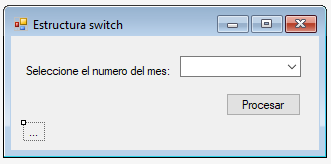 Estructura switch
Seleccione el numero del mes:
Procesar
...